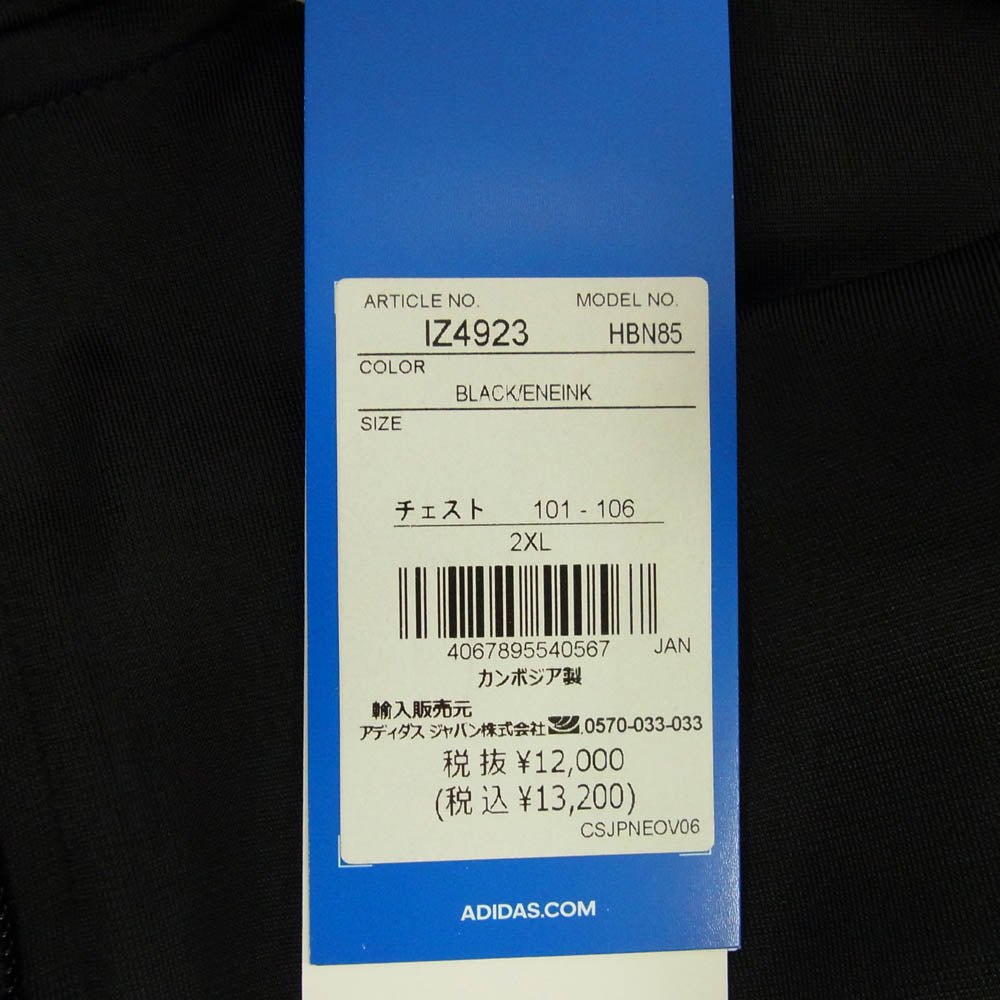 ARTICLE NO. MODEL NO.
IZ4923 HBN85
COLOR
BLACK/ENEINK
SIZE
チェスト 101 - 106
2XL
4067895540567 JAN
カンボジア製
輸入販売元
アディダス ジャパン株式会社 0570-033-033
税抜 ¥12,000
(税込 ¥13,200)
CSJPNEOV06
ADIDAS.COM